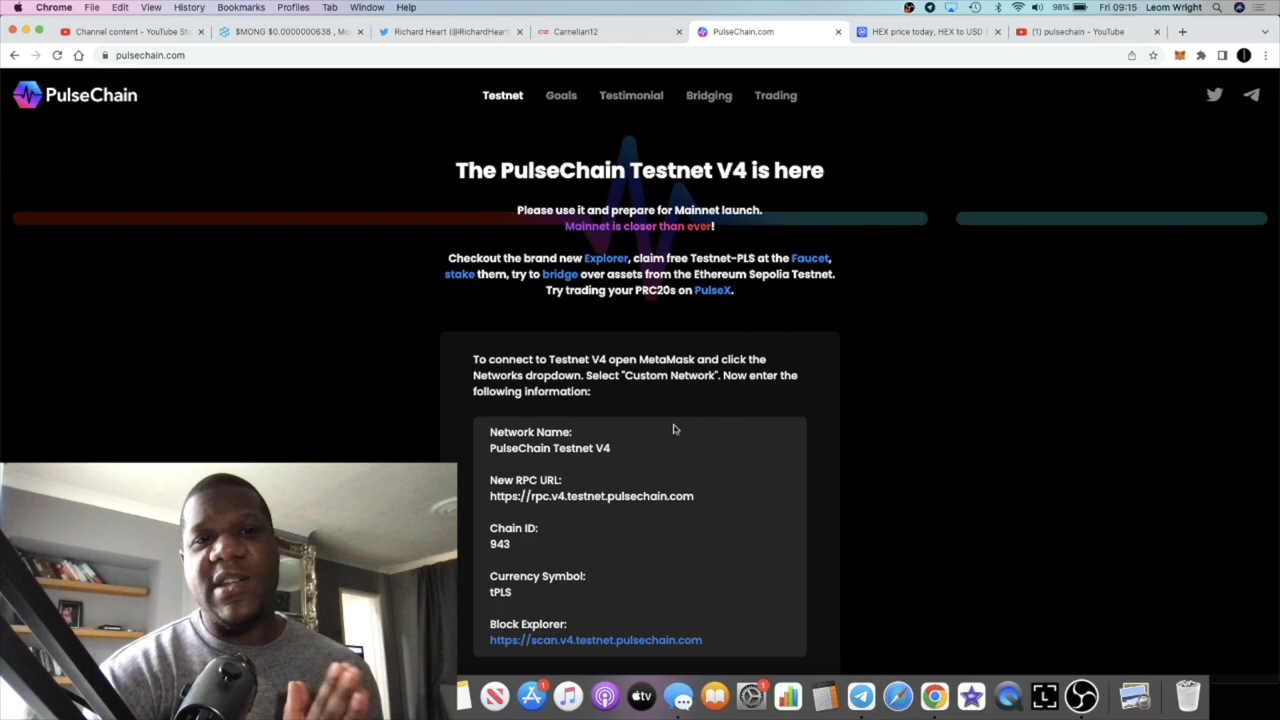 Chrome File Edit View History Bookmarks Profiles Tab Window Help
98% Fri 09:15 Leom Wright
Channel content - YouTube St
$MONG $0.0000000638 , Mo
Richard Heart (@RichardHear
Carnelian12
PulseChain.com
HEX price today, HEX to USD
(1) pulsechain - YouTube
pulsechain.com
PulseChain
Testnet Goals Testimonial Bridging Trading
The PulseChain Testnet V4 is here
Please use it and prepare for Mainnet launch.
Mainnet is closer than ever!
Checkout the brand new Explorer, claim free Testnet-PLS at the Faucet,
stake them, try to bridge over assets from the Ethereum Sepolia Testnet.
Try trading your PRC20s on PulseX.
To connect to Testnet V4 open MetaMask and click the
Networks dropdown. Select "Custom Network". Now enter the
following information:
Network Name:
PulseChain Testnet V4
New RPC URL:
https://rpc.v4.testnet.pulsechain.com
Chain ID:
943
Currency Symbol:
tPLS
Block Explorer:
https://scan.v4.testnet.pulsechain.com
tv